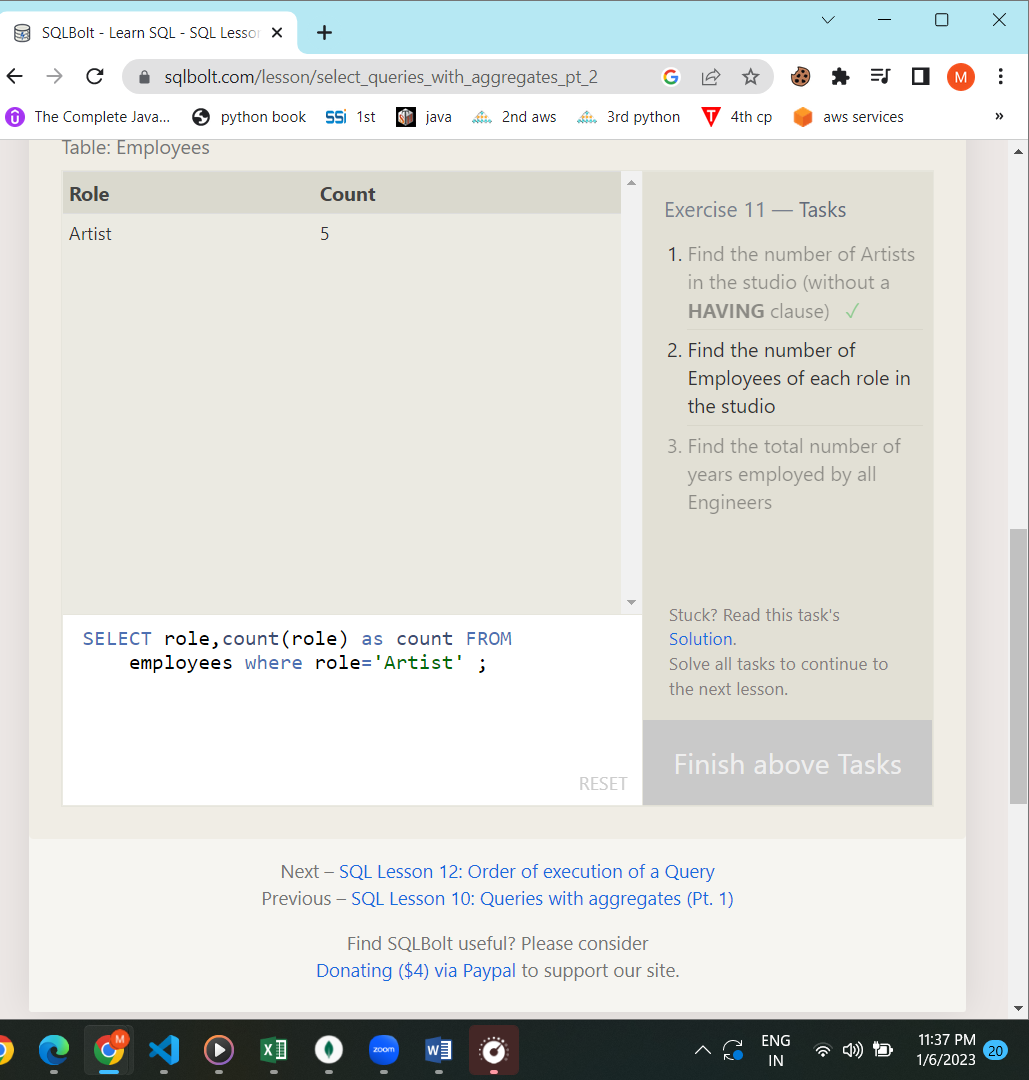 SQLBolt - Learn SQL - SQL Lesso
sqlbolt.com/lesson/select_queries_with_aggregates_pt_2
M
The Complete Java... python book SSi 1st java 2nd aws 3rd python 4th cp aws services »
Table: Employees
Role Count
Artist 5
Exercise 11 — Tasks
1. Find the number of Artists
in the studio (without a
HAVING clause) ✓
2. Find the number of
Employees of each role in
the studio
3. Find the total number of
years employed by all
Engineers
Stuck? Read this task's
Solution.
Solve all tasks to continue to
the next lesson.
Finish above Tasks
SELECT role,count(role) as count FROM
employees where role='Artist' ;
RESET
Next – SQL Lesson 12: Order of execution of a Query
Previous – SQL Lesson 10: Queries with aggregates (Pt. 1)
Find SQLBolt useful? Please consider
Donating ($4) via Paypal to support our site.
M
zoom
ENG
IN
11:37 PM
1/6/2023
20